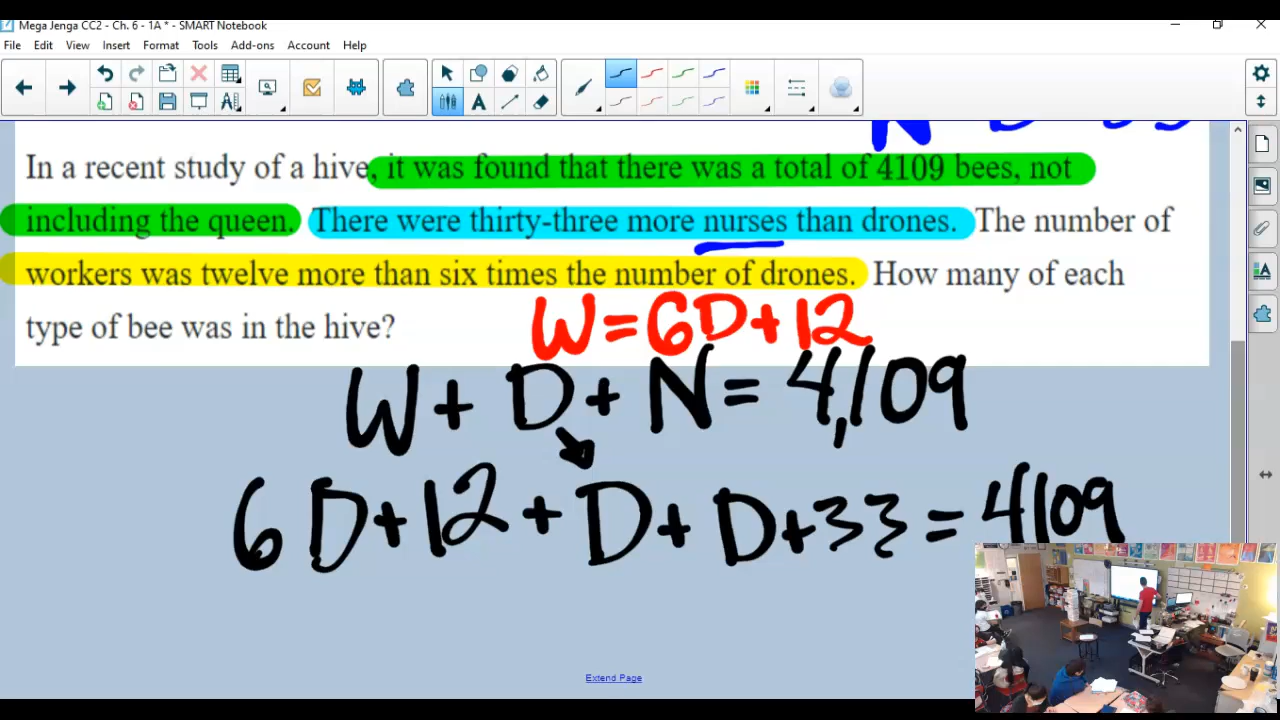 Mega Jenga CC2 - Ch. 6 - 1A * - SMART Notebook
File Edit View Insert Format Tools Add-ons Account Help
In a recent study of a hive, it was found that there was a total of 4109 bees, not
including the queen. There were thirty-three more nurses than drones. The number of
workers was twelve more than six times the number of drones. How many of each
type of bee was in the hive?
W=6D+12
W+D+N=4,109
6D+12+D+D+33=4109
Extend Page